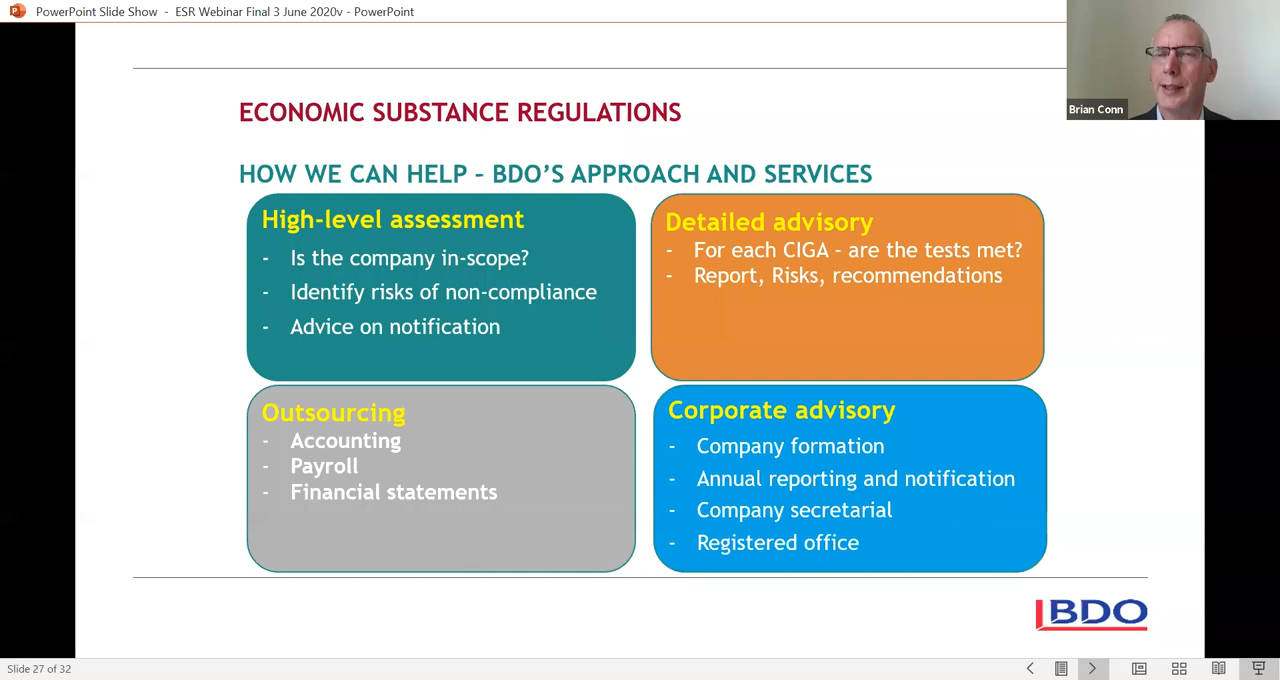 PowerPoint Slide Show - ESR Webinar Final 3 June 2020v - PowerPoint
Brian Conn
ECONOMIC SUBSTANCE REGULATIONS
HOW WE CAN HELP – BDO’S APPROACH AND SERVICES
High-level assessment
- Is the company in-scope?
- Identify risks of non-compliance
- Advice on notification
Detailed advisory
- For each CIGA – are the tests met?
- Report, Risks, recommendations
Outsourcing
- Accounting
- Payroll
- Financial statements
Corporate advisory
- Company formation
- Annual reporting and notification
- Company secretarial
- Registered office
BDO
Slide 27 of 32